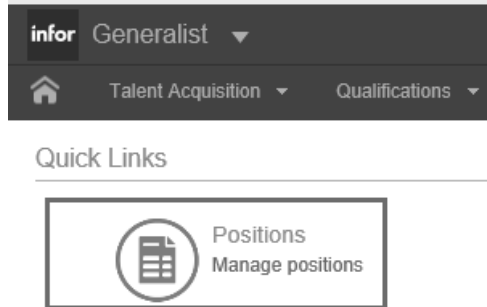 infor Generalist
Talent Acquisition Qualifications
Quick Links
Positions
Manage positions